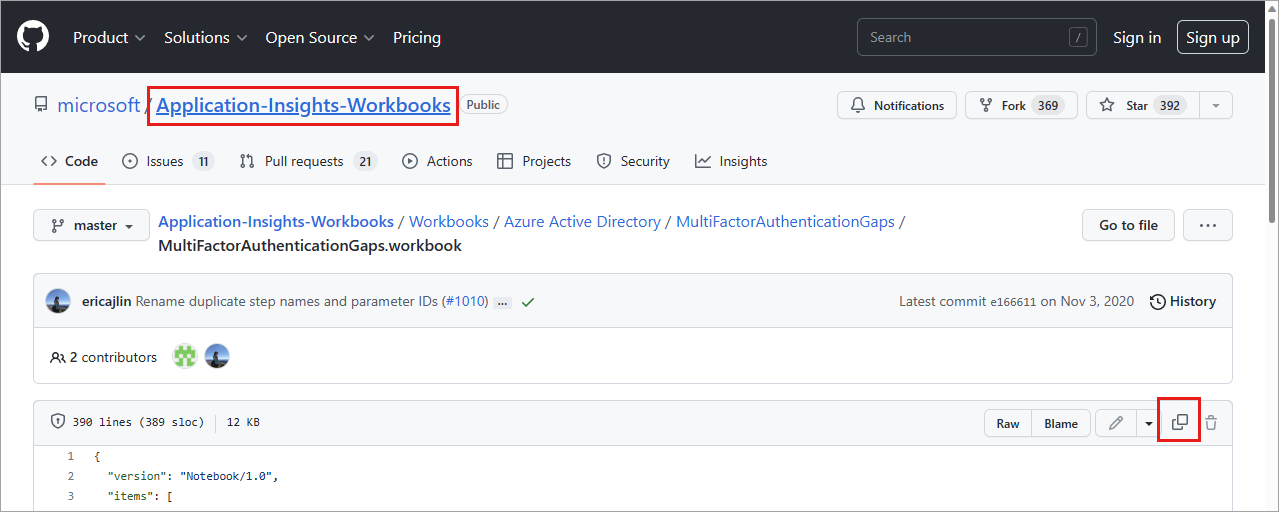 Product Solutions Open Source Pricing Search / Sign in Sign up
microsoft / Application-Insights-Workbooks Public Notifications Fork 369 Star 392
Code Issues 11 Pull requests 21 Actions Projects Security Insights
master Application-Insights-Workbooks / Workbooks / Azure Active Directory / MultiFactorAuthenticationGaps / Go to file ...
MultiFactorAuthenticationGaps.workbook
ericajlin Rename duplicate step names and parameter IDs (#1010) ... Latest commit e166611 on Nov 3, 2020 History
2 contributors
390 lines (389 sloc) 12 KB Raw Blame
1 {
2 "version": "Notebook/1.0",
3 "items": [